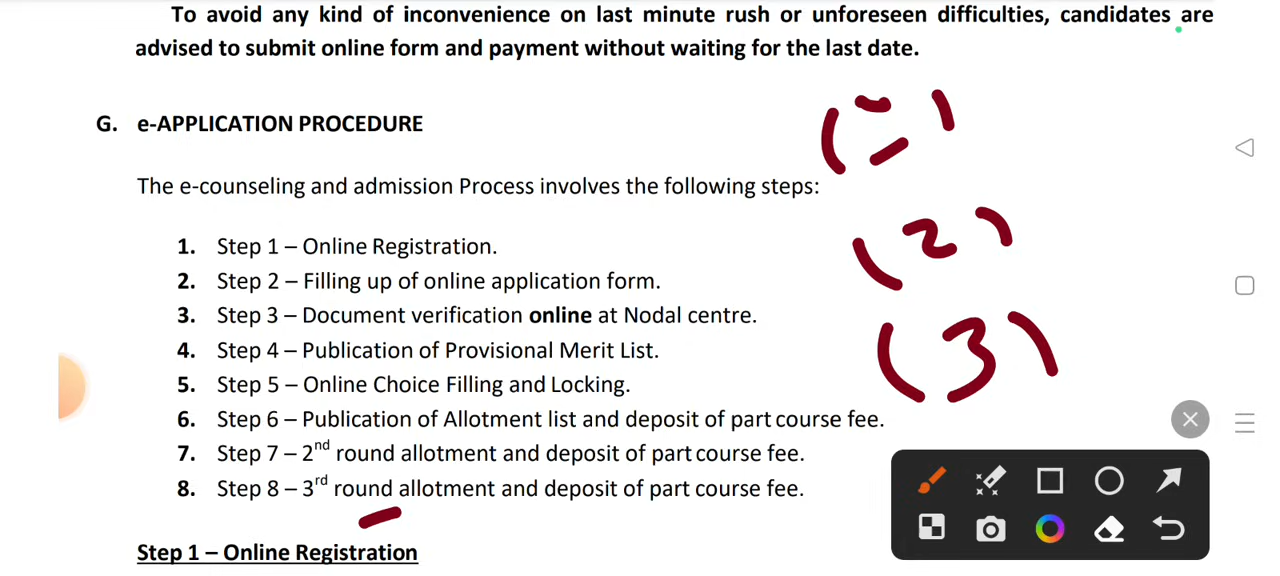 To avoid any kind of inconvenience on last minute rush or unforeseen difficulties, candidates are
advised to submit online form and payment without waiting for the last date.
G. e-APPLICATION PROCEDURE
The e-counseling and admission Process involves the following steps:
1. Step 1 – Online Registration.
2. Step 2 – Filling up of online application form.
3. Step 3 – Document verification online at Nodal centre.
4. Step 4 – Publication of Provisional Merit List.
5. Step 5 – Online Choice Filling and Locking.
6. Step 6 – Publication of Allotment list and deposit of part course fee.
7. Step 7 – 2nd round allotment and deposit of part course fee.
8. Step 8 – 3rd round allotment and deposit of part course fee.
Step 1 – Online Registration
(2)
(3)